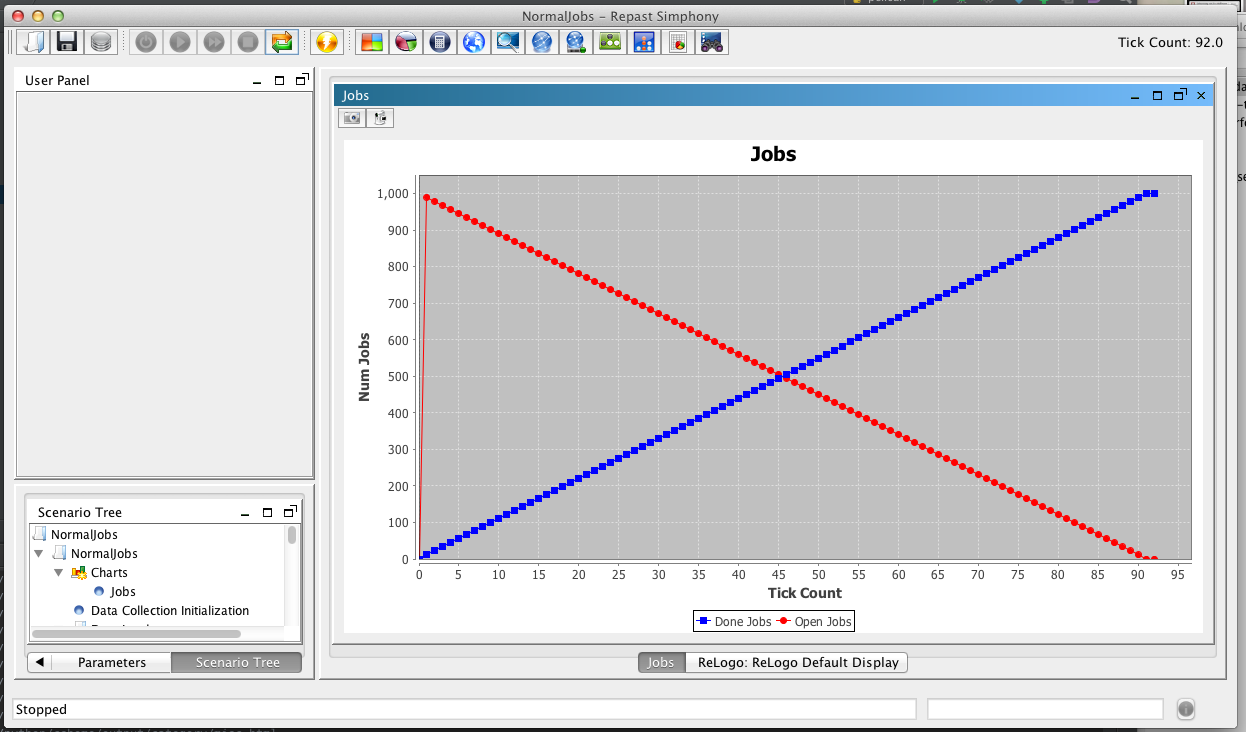 NormalJobs – Repast Simphony
Tick Count: 92.0
User Panel
Jobs
Jobs
1,000
900
800
700
600
500
400
300
200
100
0
Num Jobs
0 5 10 15 20 25 30 35 40 45 50 55 60 65 70 75 80 85 90 95
Tick Count
Done Jobs Open Jobs
Scenario Tree
NormalJobs
NormalJobs
Charts
Jobs
Data Collection Initialization
Parameters Scenario Tree
Jobs ReLogo: ReLogo Default Display
Stopped